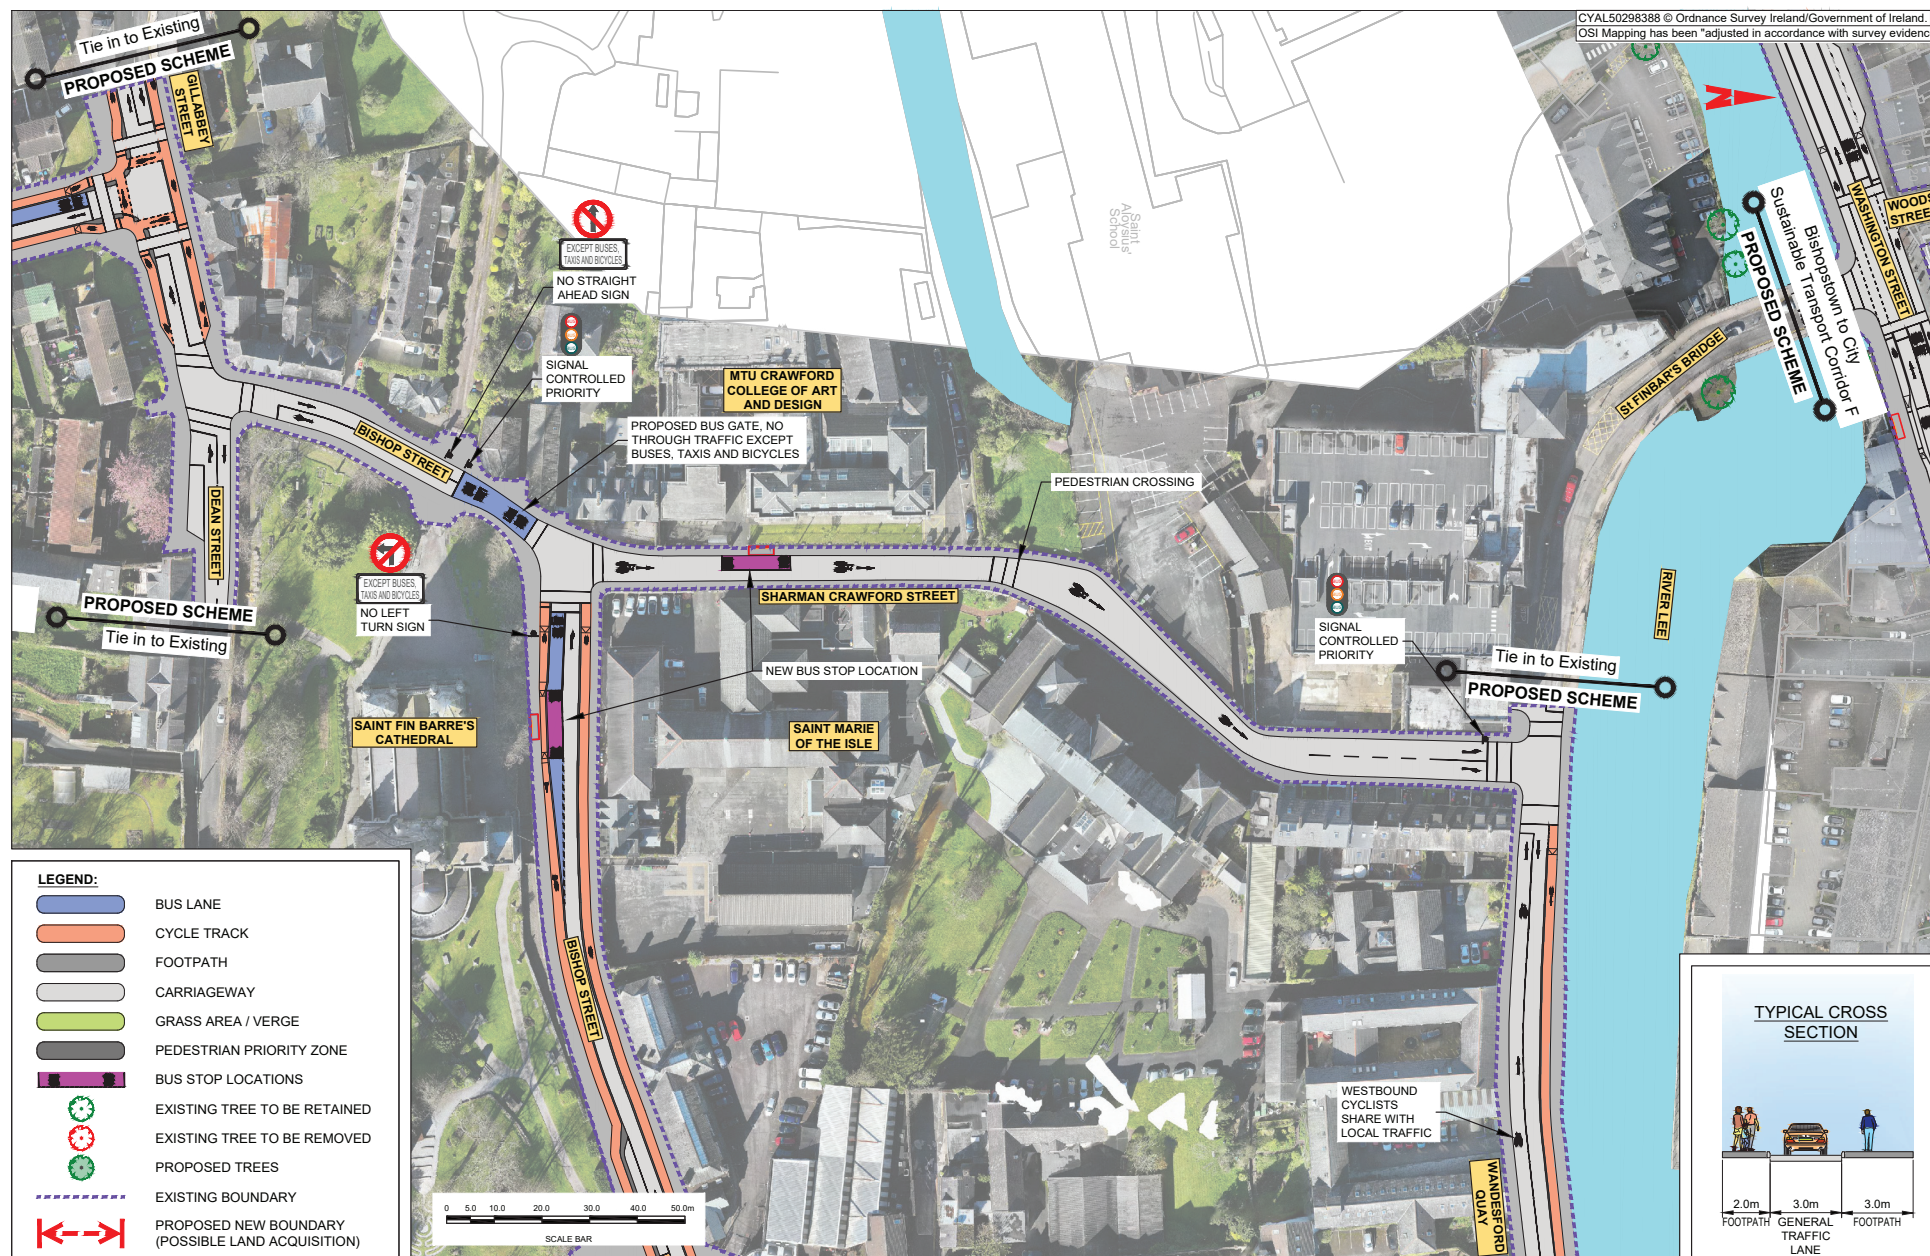 CYAL50298388 © Ordnance Survey Ireland/Government of Ireland.
OSI Mapping has been "adjusted in accordance with survey evidenc
Tie in to Existing
PROPOSED SCHEME
GILLABBEY
STREET
EXCEPT BUSES,
TAXIS AND BICYCLES
NO STRAIGHT
AHEAD SIGN
SIGNAL
CONTROLLED
PRIORITY
MTU CRAWFORD
COLLEGE OF ART
AND DESIGN
PROPOSED BUS GATE, NO
THROUGH TRAFFIC EXCEPT
BUSES, TAXIS AND BICYCLES
Saint
Aloysius'
School
N
WOODS
STREE
WASHINGTON STREET
Bishopstown to City
Sustainable Transport Corridor F
PROPOSED SCHEME
St FINBAR'S BRIDGE
BISHOP STREET
DEAN STREET
PEDESTRIAN CROSSING
EXCEPT BUSES,
TAXIS AND BICYCLES
NO LEFT
TURN SIGN
PROPOSED SCHEME
Tie in to Existing
SHARMAN CRAWFORD STREET
RIVER LEE
SIGNAL
CONTROLLED
PRIORITY
Tie in to Existing
PROPOSED SCHEME
NEW BUS STOP LOCATION
SAINT FIN BARRE'S
CATHEDRAL
SAINT MARIE
OF THE ISLE
BISHOP STREET
WESTBOUND
CYCLISTS
SHARE WITH
LOCAL TRAFFIC
WANDESFORD
QUAY
LEGEND:
BUS LANE
CYCLE TRACK
FOOTPATH
CARRIAGEWAY
GRASS AREA / VERGE
PEDESTRIAN PRIORITY ZONE
BUS STOP LOCATIONS
EXISTING TREE TO BE RETAINED
EXISTING TREE TO BE REMOVED
PROPOSED TREES
EXISTING BOUNDARY
PROPOSED NEW BOUNDARY
(POSSIBLE LAND ACQUISITION)
0 5.0 10.0 20.0 30.0 40.0 50.0m
SCALE BAR
TYPICAL CROSS
SECTION
2.0m 3.0m 3.0m
FOOTPATH GENERAL FOOTPATH
TRAFFIC
LANE